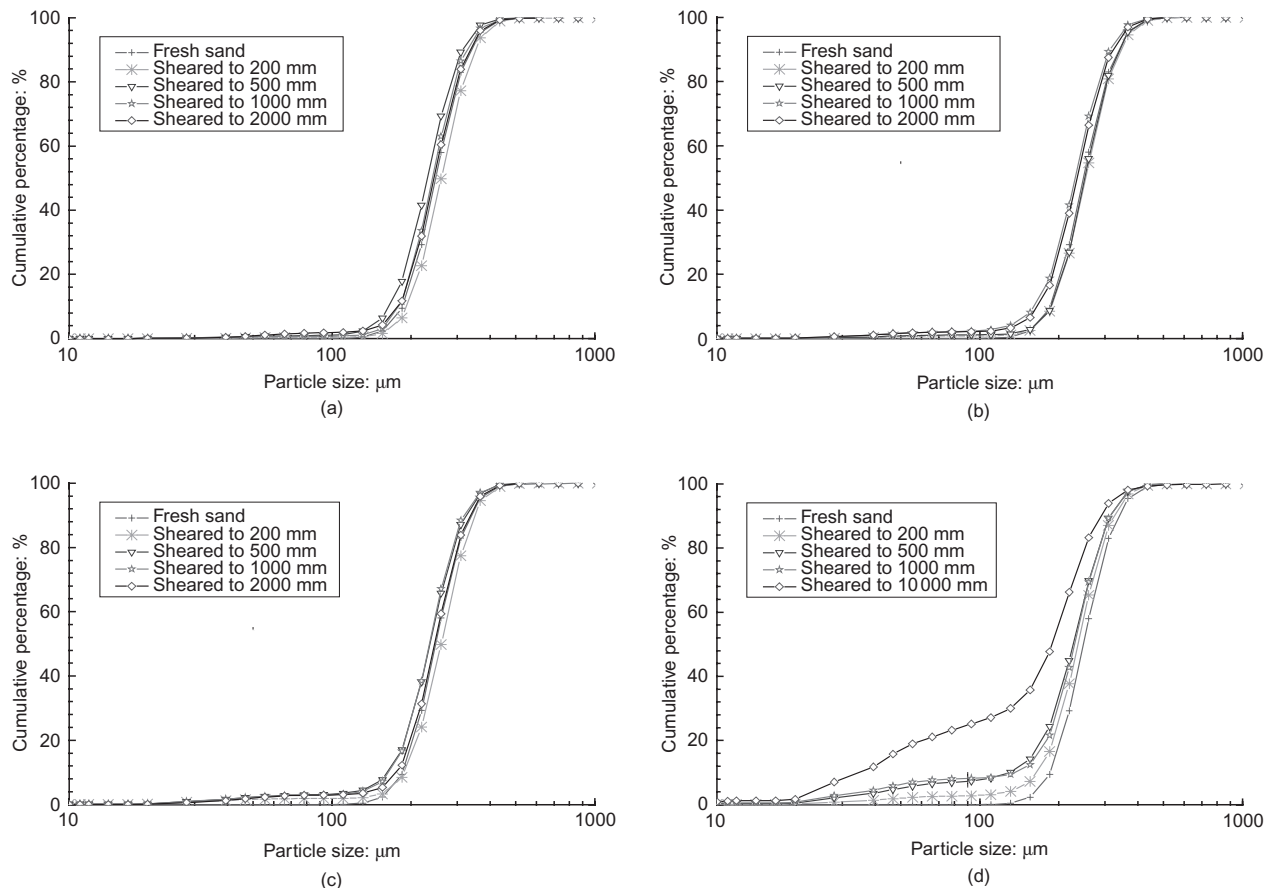 100
80
60
40
20
0
Cumulative percentage: %
Fresh sand
Sheared to 200 mm
Sheared to 500 mm
Sheared to 1000 mm
Sheared to 2000 mm
10
100
1000
Particle size: μm
(a)
100
80
60
40
20
0
Cumulative percentage: %
Fresh sand
Sheared to 200 mm
Sheared to 500 mm
Sheared to 1000 mm
Sheared to 2000 mm
10
100
1000
Particle size: μm
(b)
100
80
60
40
20
0
Cumulative percentage: %
Fresh sand
Sheared to 200 mm
Sheared to 500 mm
Sheared to 1000 mm
Sheared to 2000 mm
10
100
1000
Particle size: μm
(c)
100
80
60
40
20
0
Cumulative percentage: %
Fresh sand
Sheared to 200 mm
Sheared to 500 mm
Sheared to 1000 mm
Sheared to 10 000 mm
10
100
1000
Particle size: μm
(d)